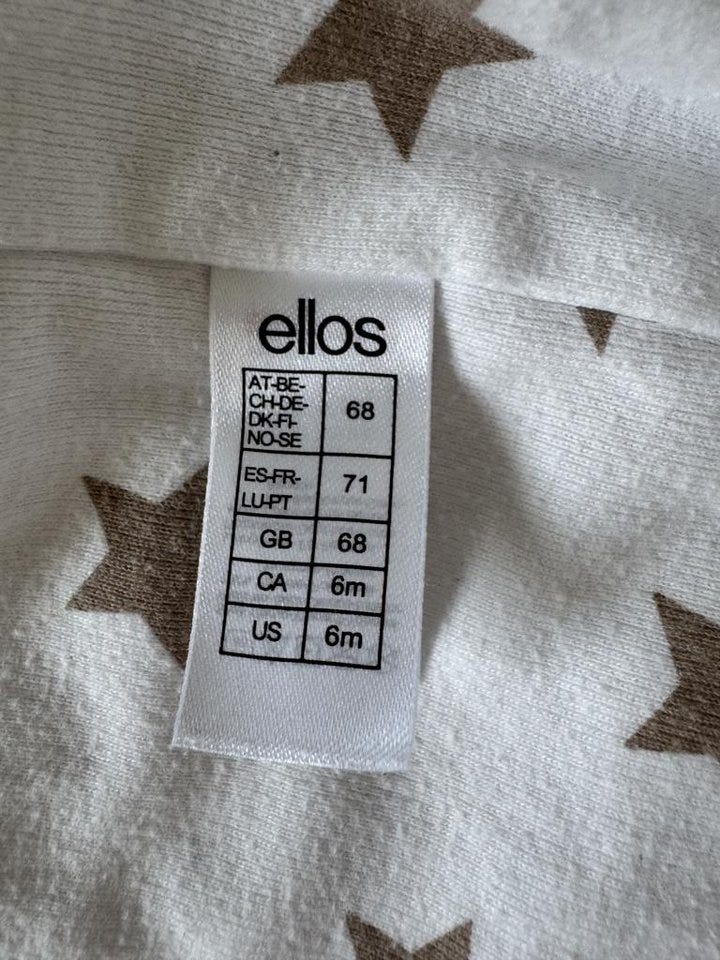 ellos
AT-BE-
CH-DE-
DK-FI-
NO-SE
68
ES-FR-
LU-PT
71
GB 68
CA 6m
US 6m